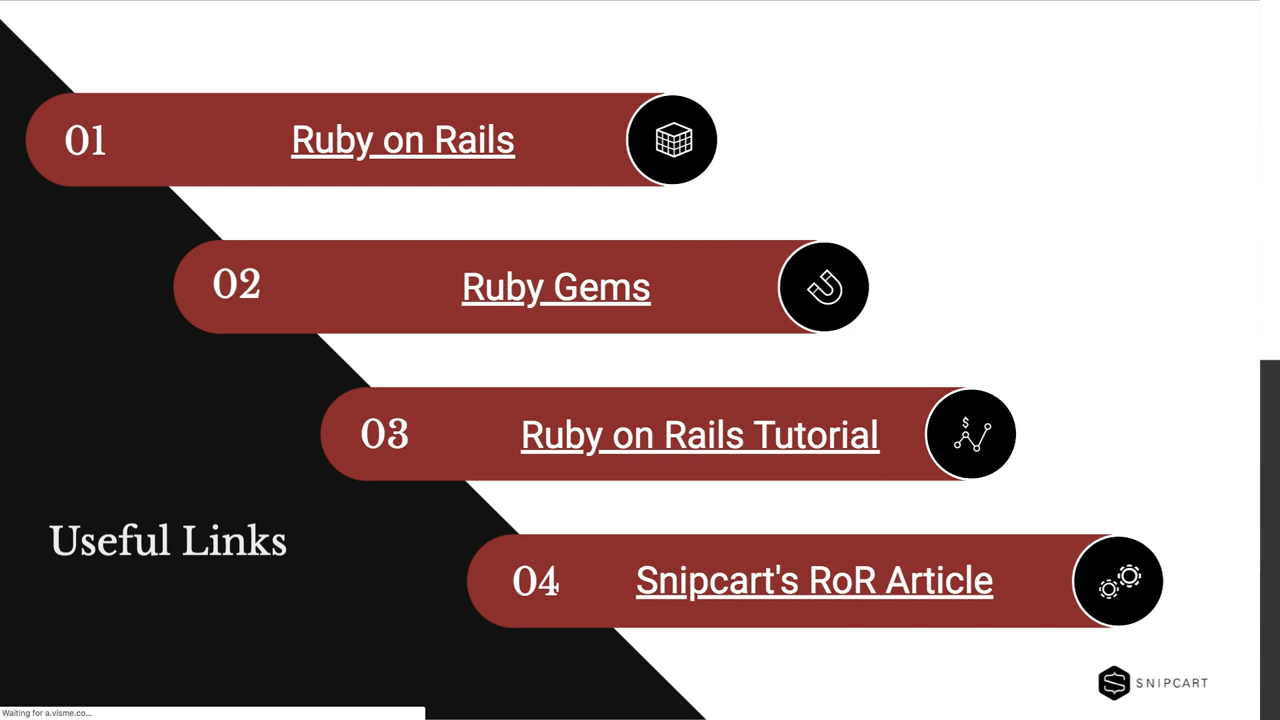 01 Ruby on Rails
02 Ruby Gems
03 Ruby on Rails Tutorial
Useful Links
04 Snipcart's RoR Article
SNIPCART
Waiting for a.visme.co...